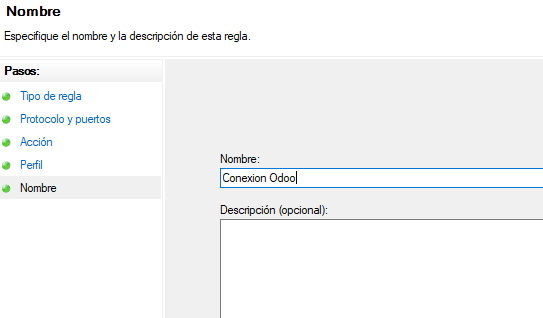 Nombre
Especifique el nombre y la descripción de esta regla.
Pasos:
Tipo de regla
Protocolo y puertos
Acción
Perfil
Nombre
Nombre:
Conexion Odoo
Descripción (opcional):